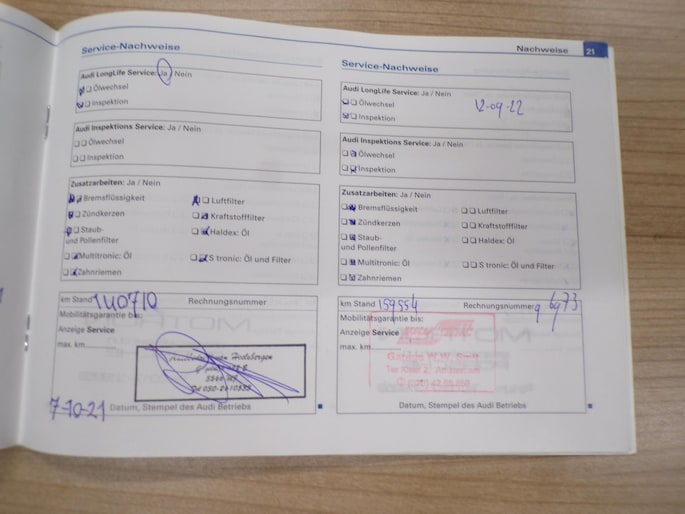 Nachweise 21
Service-Nachweise
Audi LongLife Service: Ja / Nein
Ölwechsel
Inspektion
Audi Inspektions Service: Ja / Nein
Ölwechsel
Inspektion
Zusatzarbeiten: Ja / Nein
Bremsflüssigkeit
Luftfilter
Zündkerzen
Kraftstofffilter
Staub-
und Pollenfilter
Haldex: Öl
Multitronic: Öl
S tronic: Öl und Filter
Zahnriemen
km Stand 140710 Rechnungsnummer
Mobilitätsgarantie bis:
Anzeige Service
max. km
7-10-21 Datum, Stempel des Audi Betriebs
Service-Nachweise
Audi LongLife Service: Ja / Nein
Ölwechsel
12-09-22
Inspektion
Audi Inspektions Service: Ja / Nein
Ölwechsel
Inspektion
Zusatzarbeiten: Ja / Nein
Bremsflüssigkeit
Luftfilter
Zündkerzen
Kraftstofffilter
Staub-
und Pollenfilter
Haldex: Öl
Multitronic: Öl
S tronic: Öl und Filter
Zahnriemen
km Stand 159554 Rechnungsnummer
Mobilitätsgarantie bis:
Anzeige Service
max. km
Datum, Stempel des Audi Betriebs